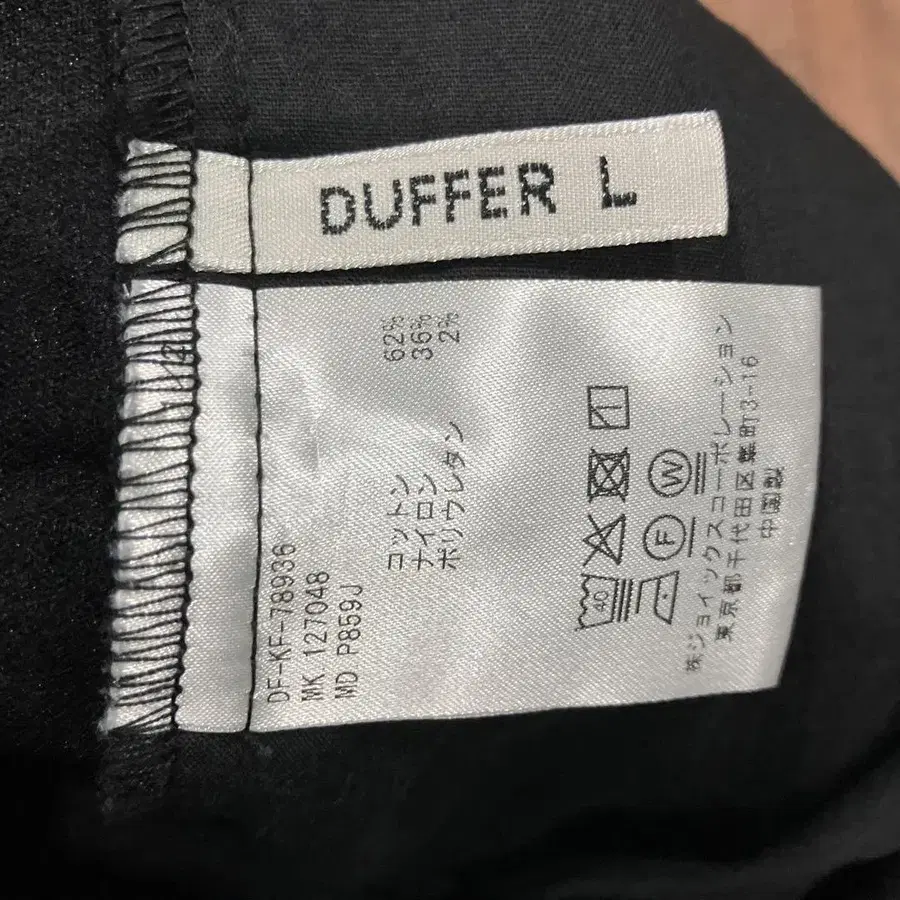 DUFFER L
DF-KF-78936
MK.127048
MD P859J
コットン 62%
ナイロン 36%
ポリウレタン 2%
40
F W
㈱ジョイックスコーポレーション
東京都千代田区麹町3-16
中国製